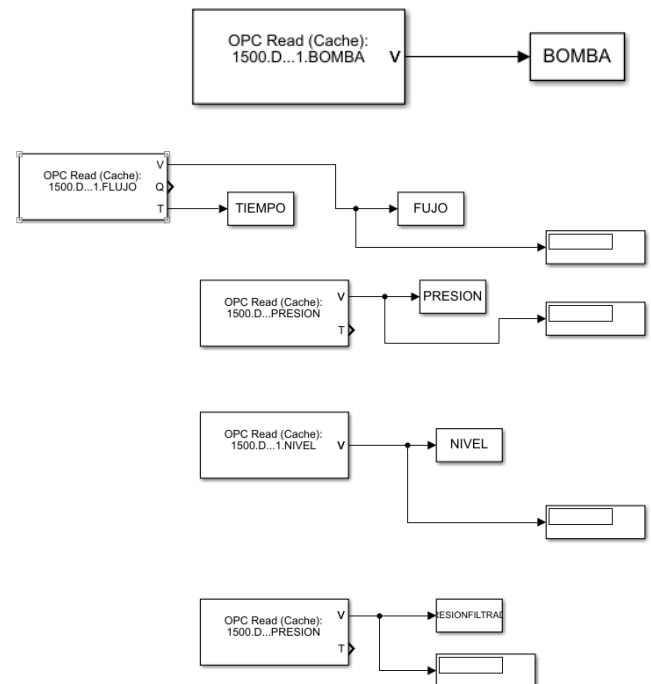 OPC Read (Cache):
1500.D...1.BOMBA
V
BOMBA
OPC Read (Cache):
1500.D...1.FLUJO
V
Q
T
TIEMPO
FUJO
OPC Read (Cache):
1500.D...PRESION
V
T
PRESION
OPC Read (Cache):
1500.D...1.NIVEL
V
NIVEL
OPC Read (Cache):
1500.D...PRESION
V
T
RESIONFILTRAD